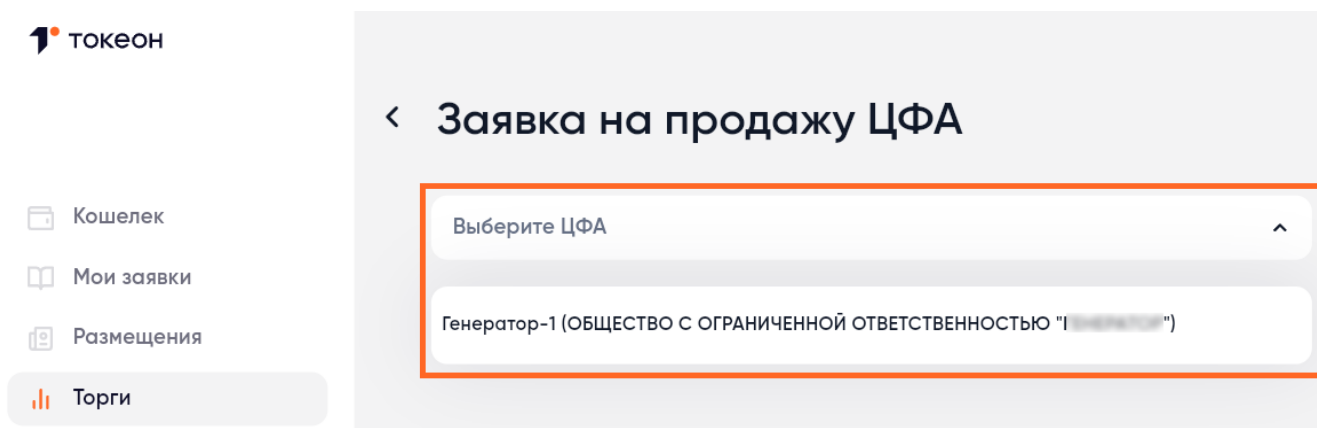 токеон
Заявка на продажу ЦФА
Кошелек
Выберите ЦФА
Мои заявки
Генератор-1 (ОБЩЕСТВО С ОГРАНИЧЕННОЙ ОТВЕТСТВЕННОСТЬЮ " ")
Размещения
Торги